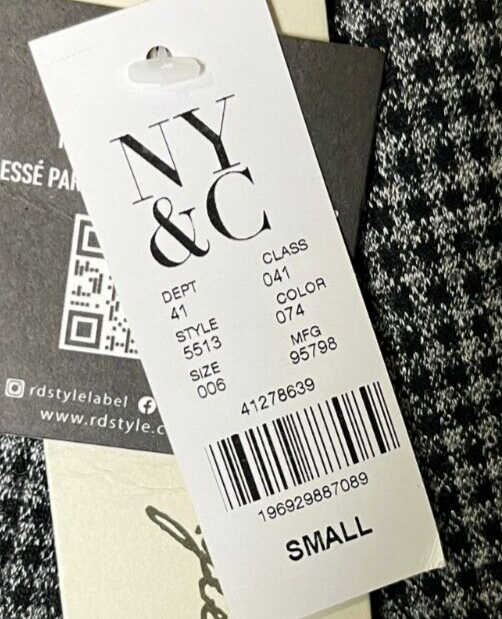 ESSÉ PAR
rdstylelabel
www.rdstyle.c
NY
&C
DEPT CLASS
41 041
STYLE COLOR
5513 074
SIZE MFG
006 95798
41278639
196929887089
SMALL